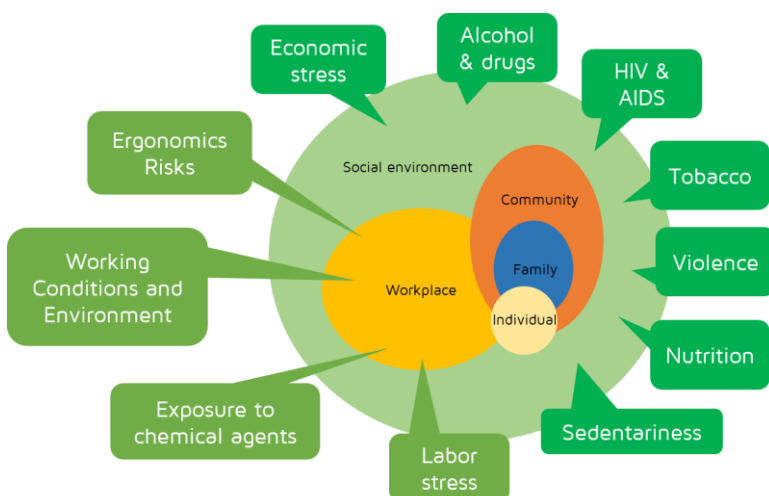 Economic
stress
Alcohol
& drugs
HIV &
AIDS
Ergonomics
Risks
Social environment
Tobacco
Community
Working
Conditions and
Environment
Violence
Family
Workplace
Individual
Nutrition
Exposure to
chemical agents
Sedentariness
Labor
stress